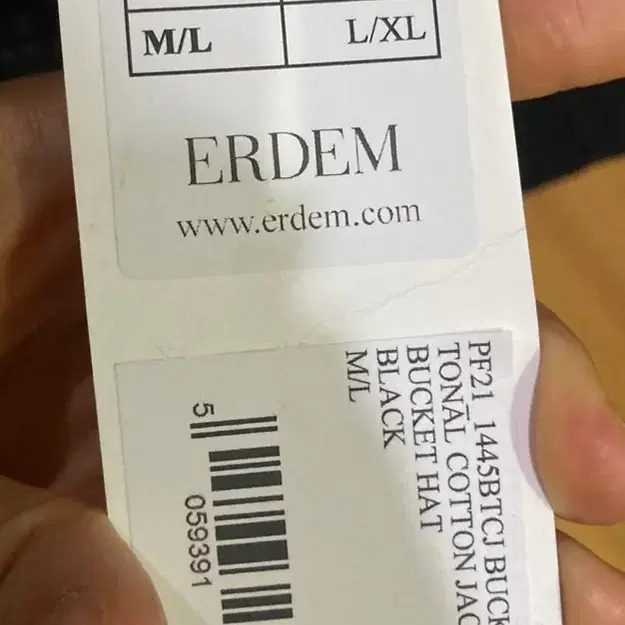 M/L L/XL
ERDEM
www.erdem.com
PF21_1445BTCJ BUCK
TONAL COTTON JAC
BUCKET HAT
BLACK
M/L
5 059391